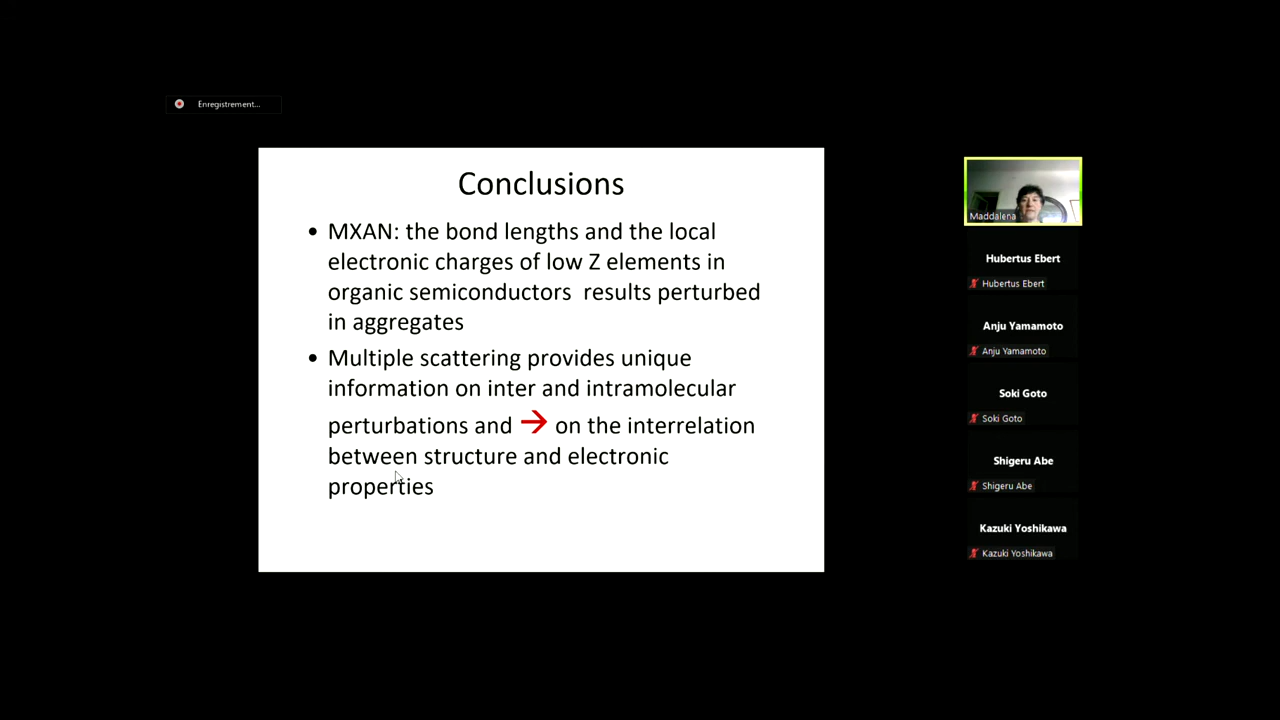 Enregistrement...
Conclusions
• MXAN: the bond lengths and the local
electronic charges of low Z elements in
organic semiconductors results perturbed
in aggregates
• Multiple scattering provides unique
information on inter and intramolecular
perturbations and → on the interrelation
between structure and electronic
properties
Maddalena
Hubertus Ebert
Hubertus Ebert
Anju Yamamoto
Anju Yamamoto
Soki Goto
Soki Goto
Shigeru Abe
Shigeru Abe
Kazuki Yoshikawa
Kazuki Yoshikawa